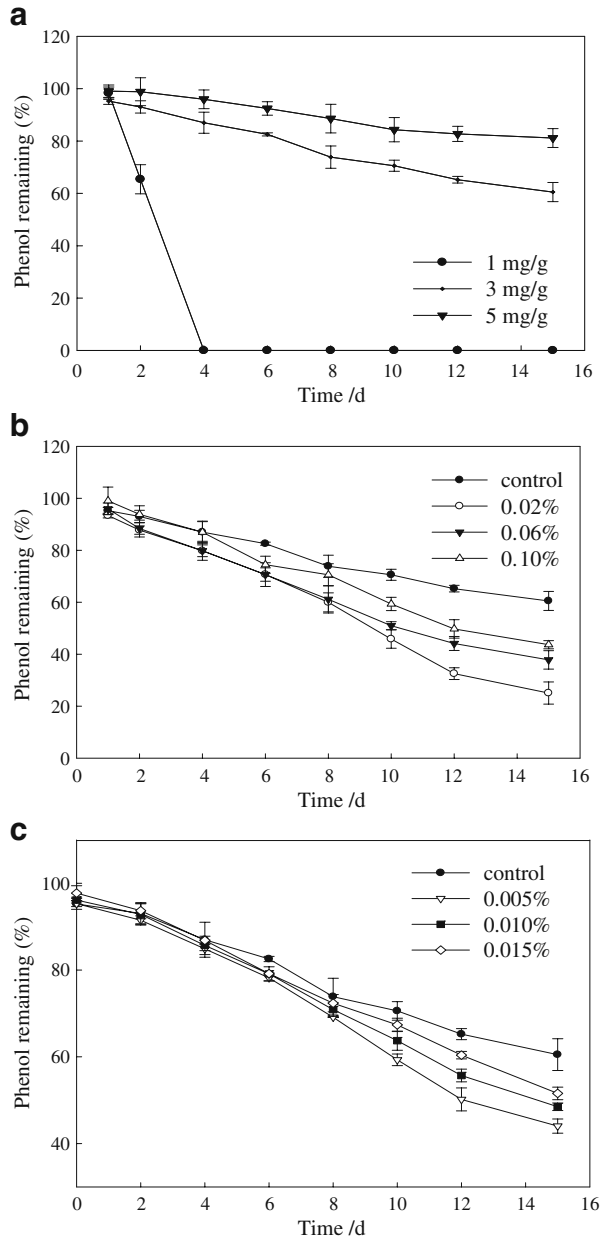 a
120
100
80
60
40
20
0
Phenol remaining (%)
1 mg/g
3 mg/g
5 mg/g
0 2 4 6 8 10 12 14 16
Time /d
b
120
100
80
60
40
20
0
Phenol remaining (%)
control
0.02%
0.06%
0.10%
0 2 4 6 8 10 12 14 16
Time /d
c
100
80
60
40
Phenol remaining (%)
control
0.005%
0.010%
0.015%
0 2 4 6 8 10 12 14 16
Time /d